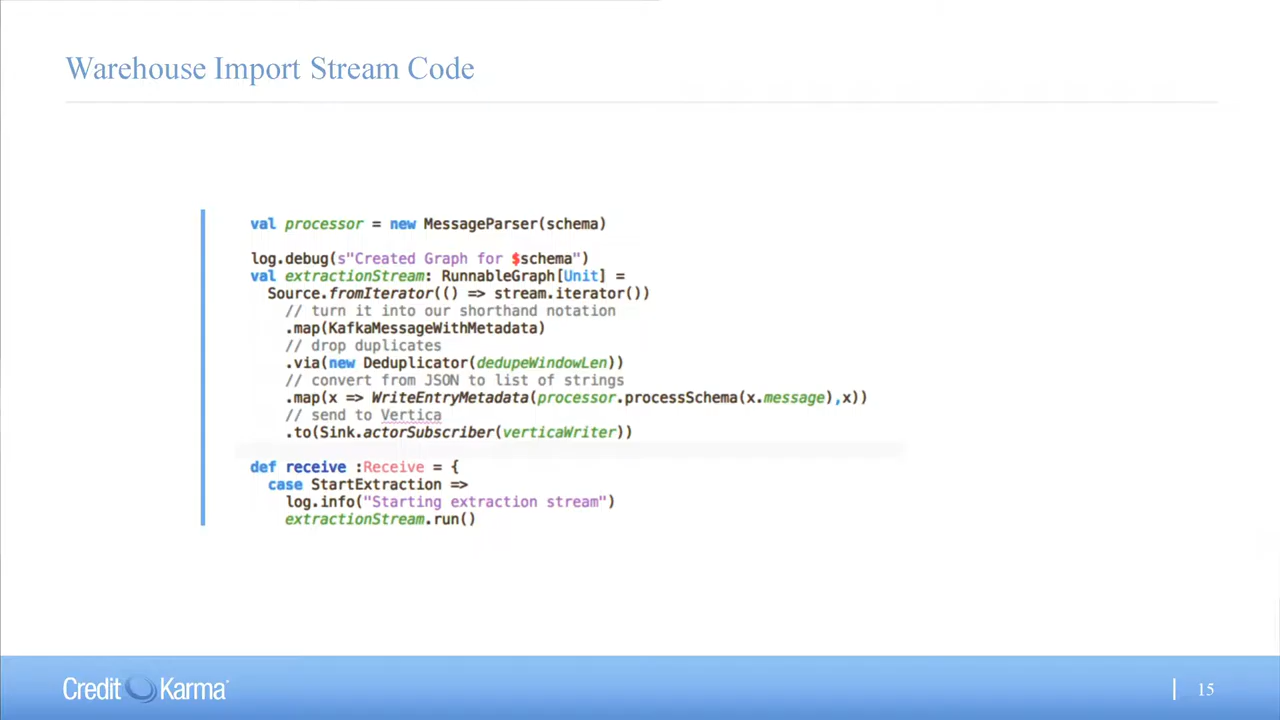 Warehouse Import Stream Code
val processor = new MessageParser(schema)
log.debug(s"Created Graph for $schema")
val extractionStream: RunnableGraph[Unit] =
Source.fromIterator(() => stream.iterator())
// turn it into our shorthand notation
.map(KafkaMessageWithMetadata)
// drop duplicates
.via(new Deduplicator(dedupeWindowLen))
// convert from JSON to list of strings
.map(x => WriteEntryMetadata(processor.processSchema(x.message),x))
// send to Vertica
.to(Sink.actorSubscriber(verticaWriter))
def receive :Receive = {
case StartExtraction =>
log.info("Starting extraction stream")
extractionStream.run()
Credit Karma
15